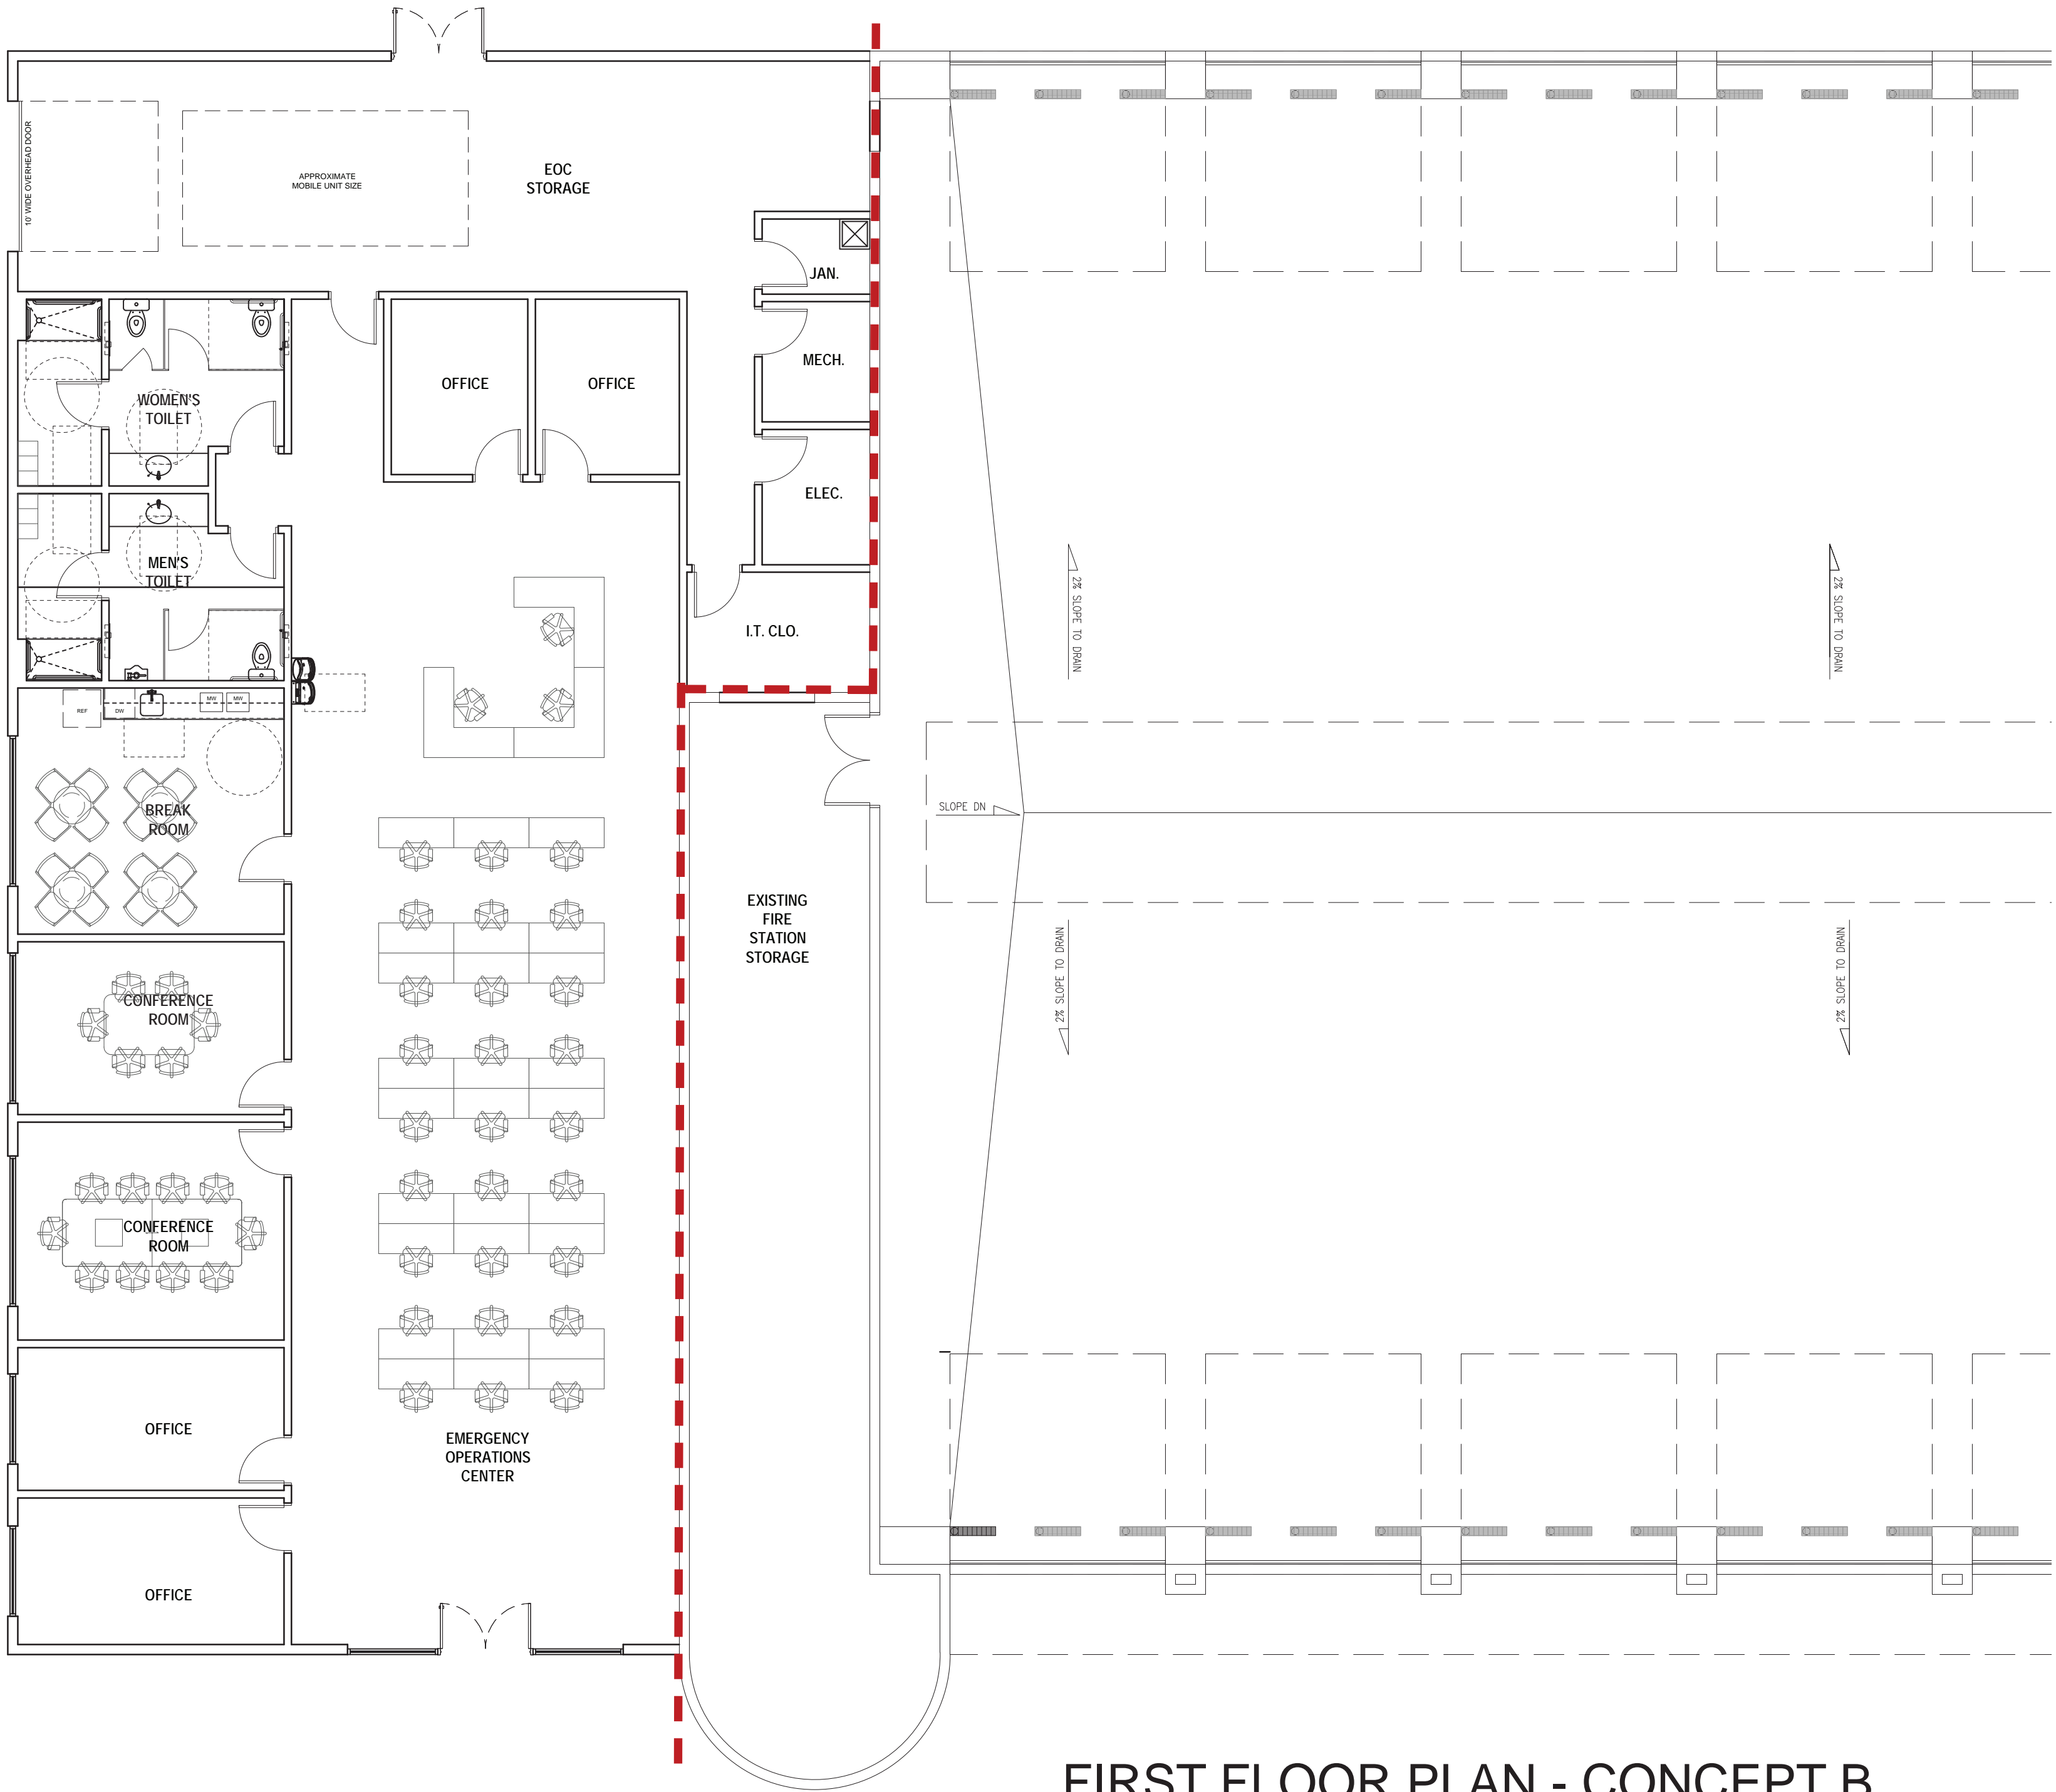 10' WIDE OVERHEAD DOOR
APPROXIMATE
MOBILE UNIT SIZE
EOC
STORAGE
JAN.
MECH.
OFFICE
OFFICE
WOMEN'S
TOILET
ELEC.
MEN'S
TOILET
I.T. CLO.
2% SLOPE TO DRAIN
2% SLOPE TO DRAIN
REF
DW
MW
MW
BREAK
ROOM
SLOPE DN
EXISTING
FIRE
STATION
STORAGE
2% SLOPE TO DRAIN
2% SLOPE TO DRAIN
CONFERENCE
ROOM
CONFERENCE
ROOM
OFFICE
EMERGENCY
OPERATIONS
CENTER
OFFICE
FIRST FLOOR PLAN - CONCEPT B